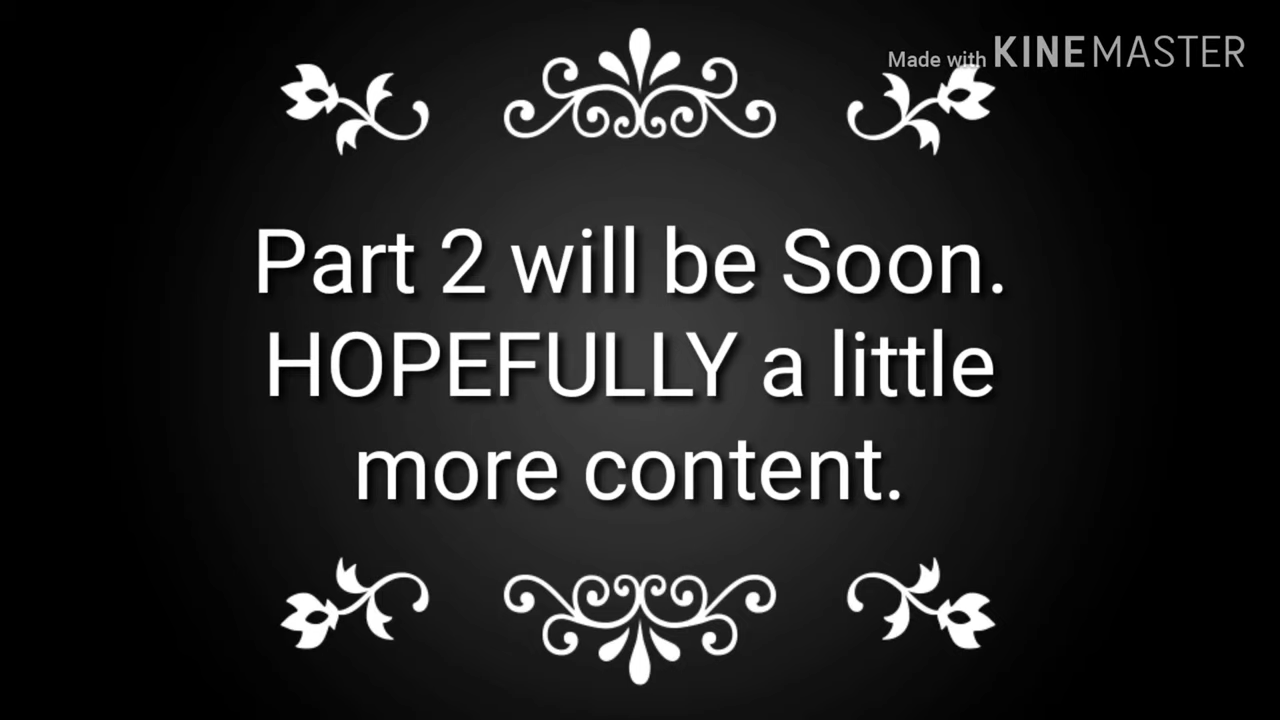 Made with KINEMASTER
Part 2 will be Soon.
HOPEFULLY a little
more content.